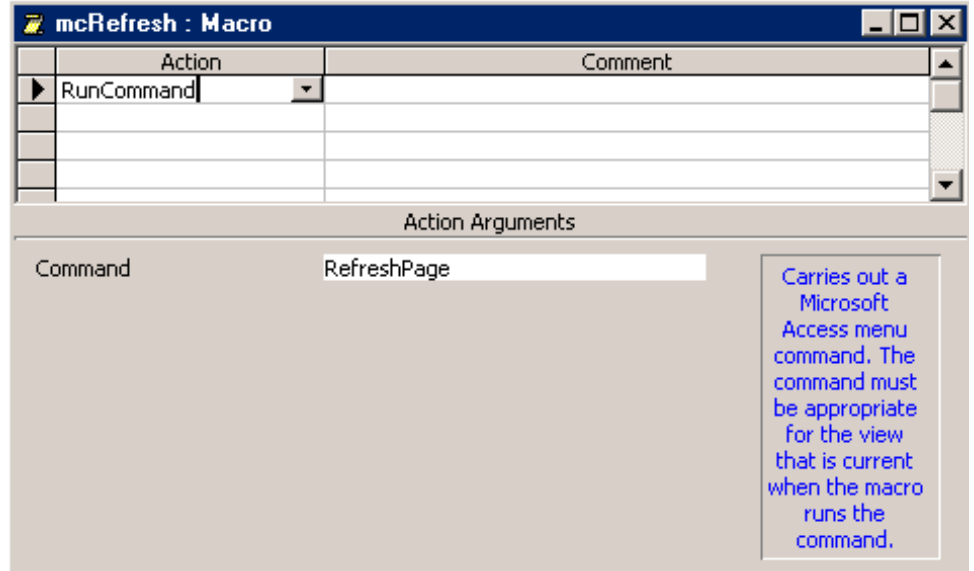 mcRefresh : Macro
Action Comment
RunCommand
Action Arguments
Command RefreshPage
Carries out a
Microsoft
Access menu
command. The
command must
be appropriate
for the view
that is current
when the macro
runs the
command.